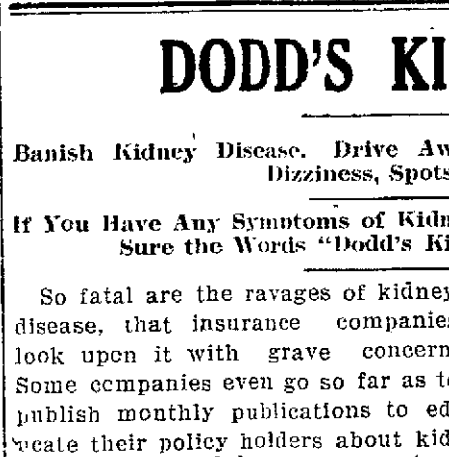 DODD'S KI
Banish Kidney Disease. Drive Aw
Dizziness, Spots
If You Have Any Symptoms of Kidn
Sure the Words "Dodd's Ki
So fatal are the ravages of kidney
disease, that insurance companies
look upon it with grave concern
Some companies even go so far as t
publish monthly publications to ed
ucate their policy holders about kid